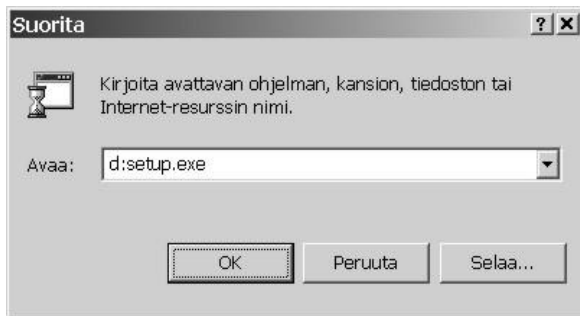 Suorita
Kirjoita avattavan ohjelman, kansion, tiedoston tai
Internet-resurssin nimi.
Avaa: d:setup.exe
OK Peruuta Selaa...